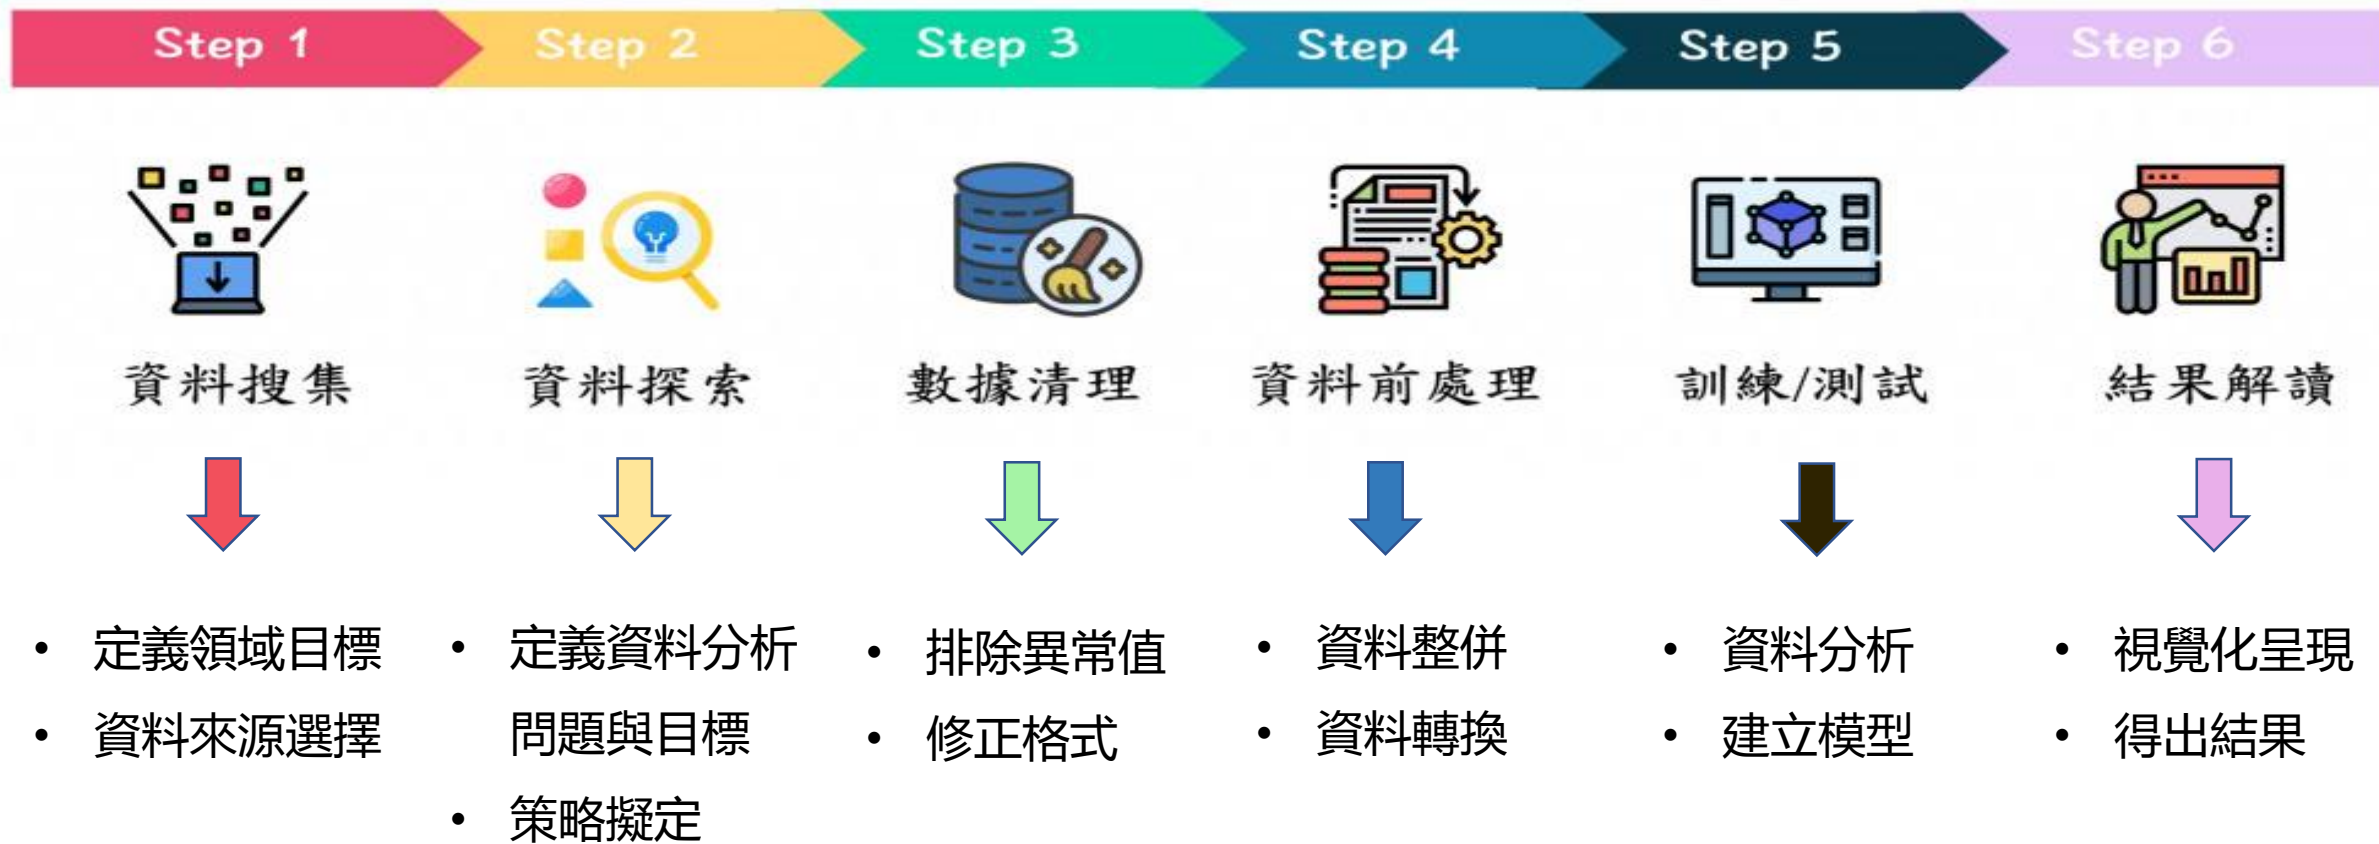 Step 1
Step 2
Step 3
Step 4
Step 5
Step 6
資料搜集
資料探索
數據清理
資料前處理
訓練/測試
結果解讀
• 定義領域目標
• 資料來源選擇
• 定義資料分析
問題與目標
• 策略擬定
• 排除異常值
• 修正格式
• 資料整併
• 資料轉換
• 資料分析
• 建立模型
• 視覺化呈現
• 得出結果